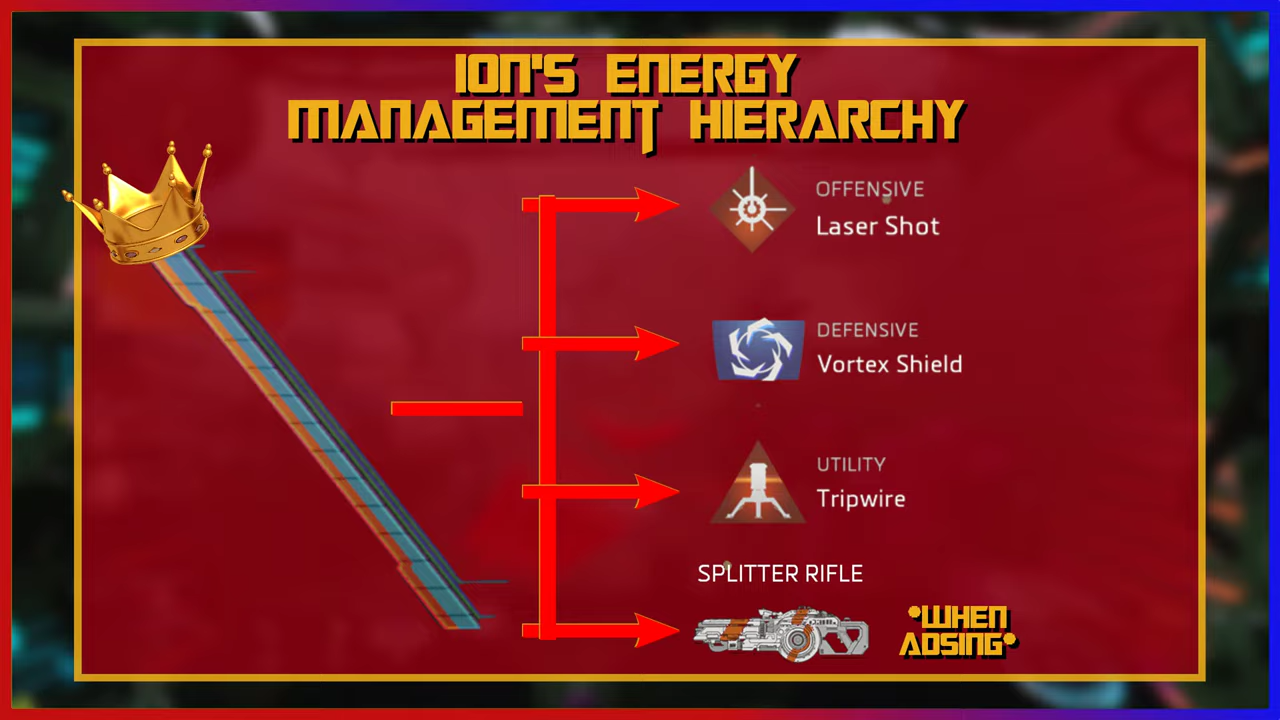 ION'S ENERGY
MANAGEMENT HIERARCHY
OFFENSIVE
Laser Shot
DEFENSIVE
Vortex Shield
UTILITY
Tripwire
SPLITTER RIFLE
*WHEN
ADSING*